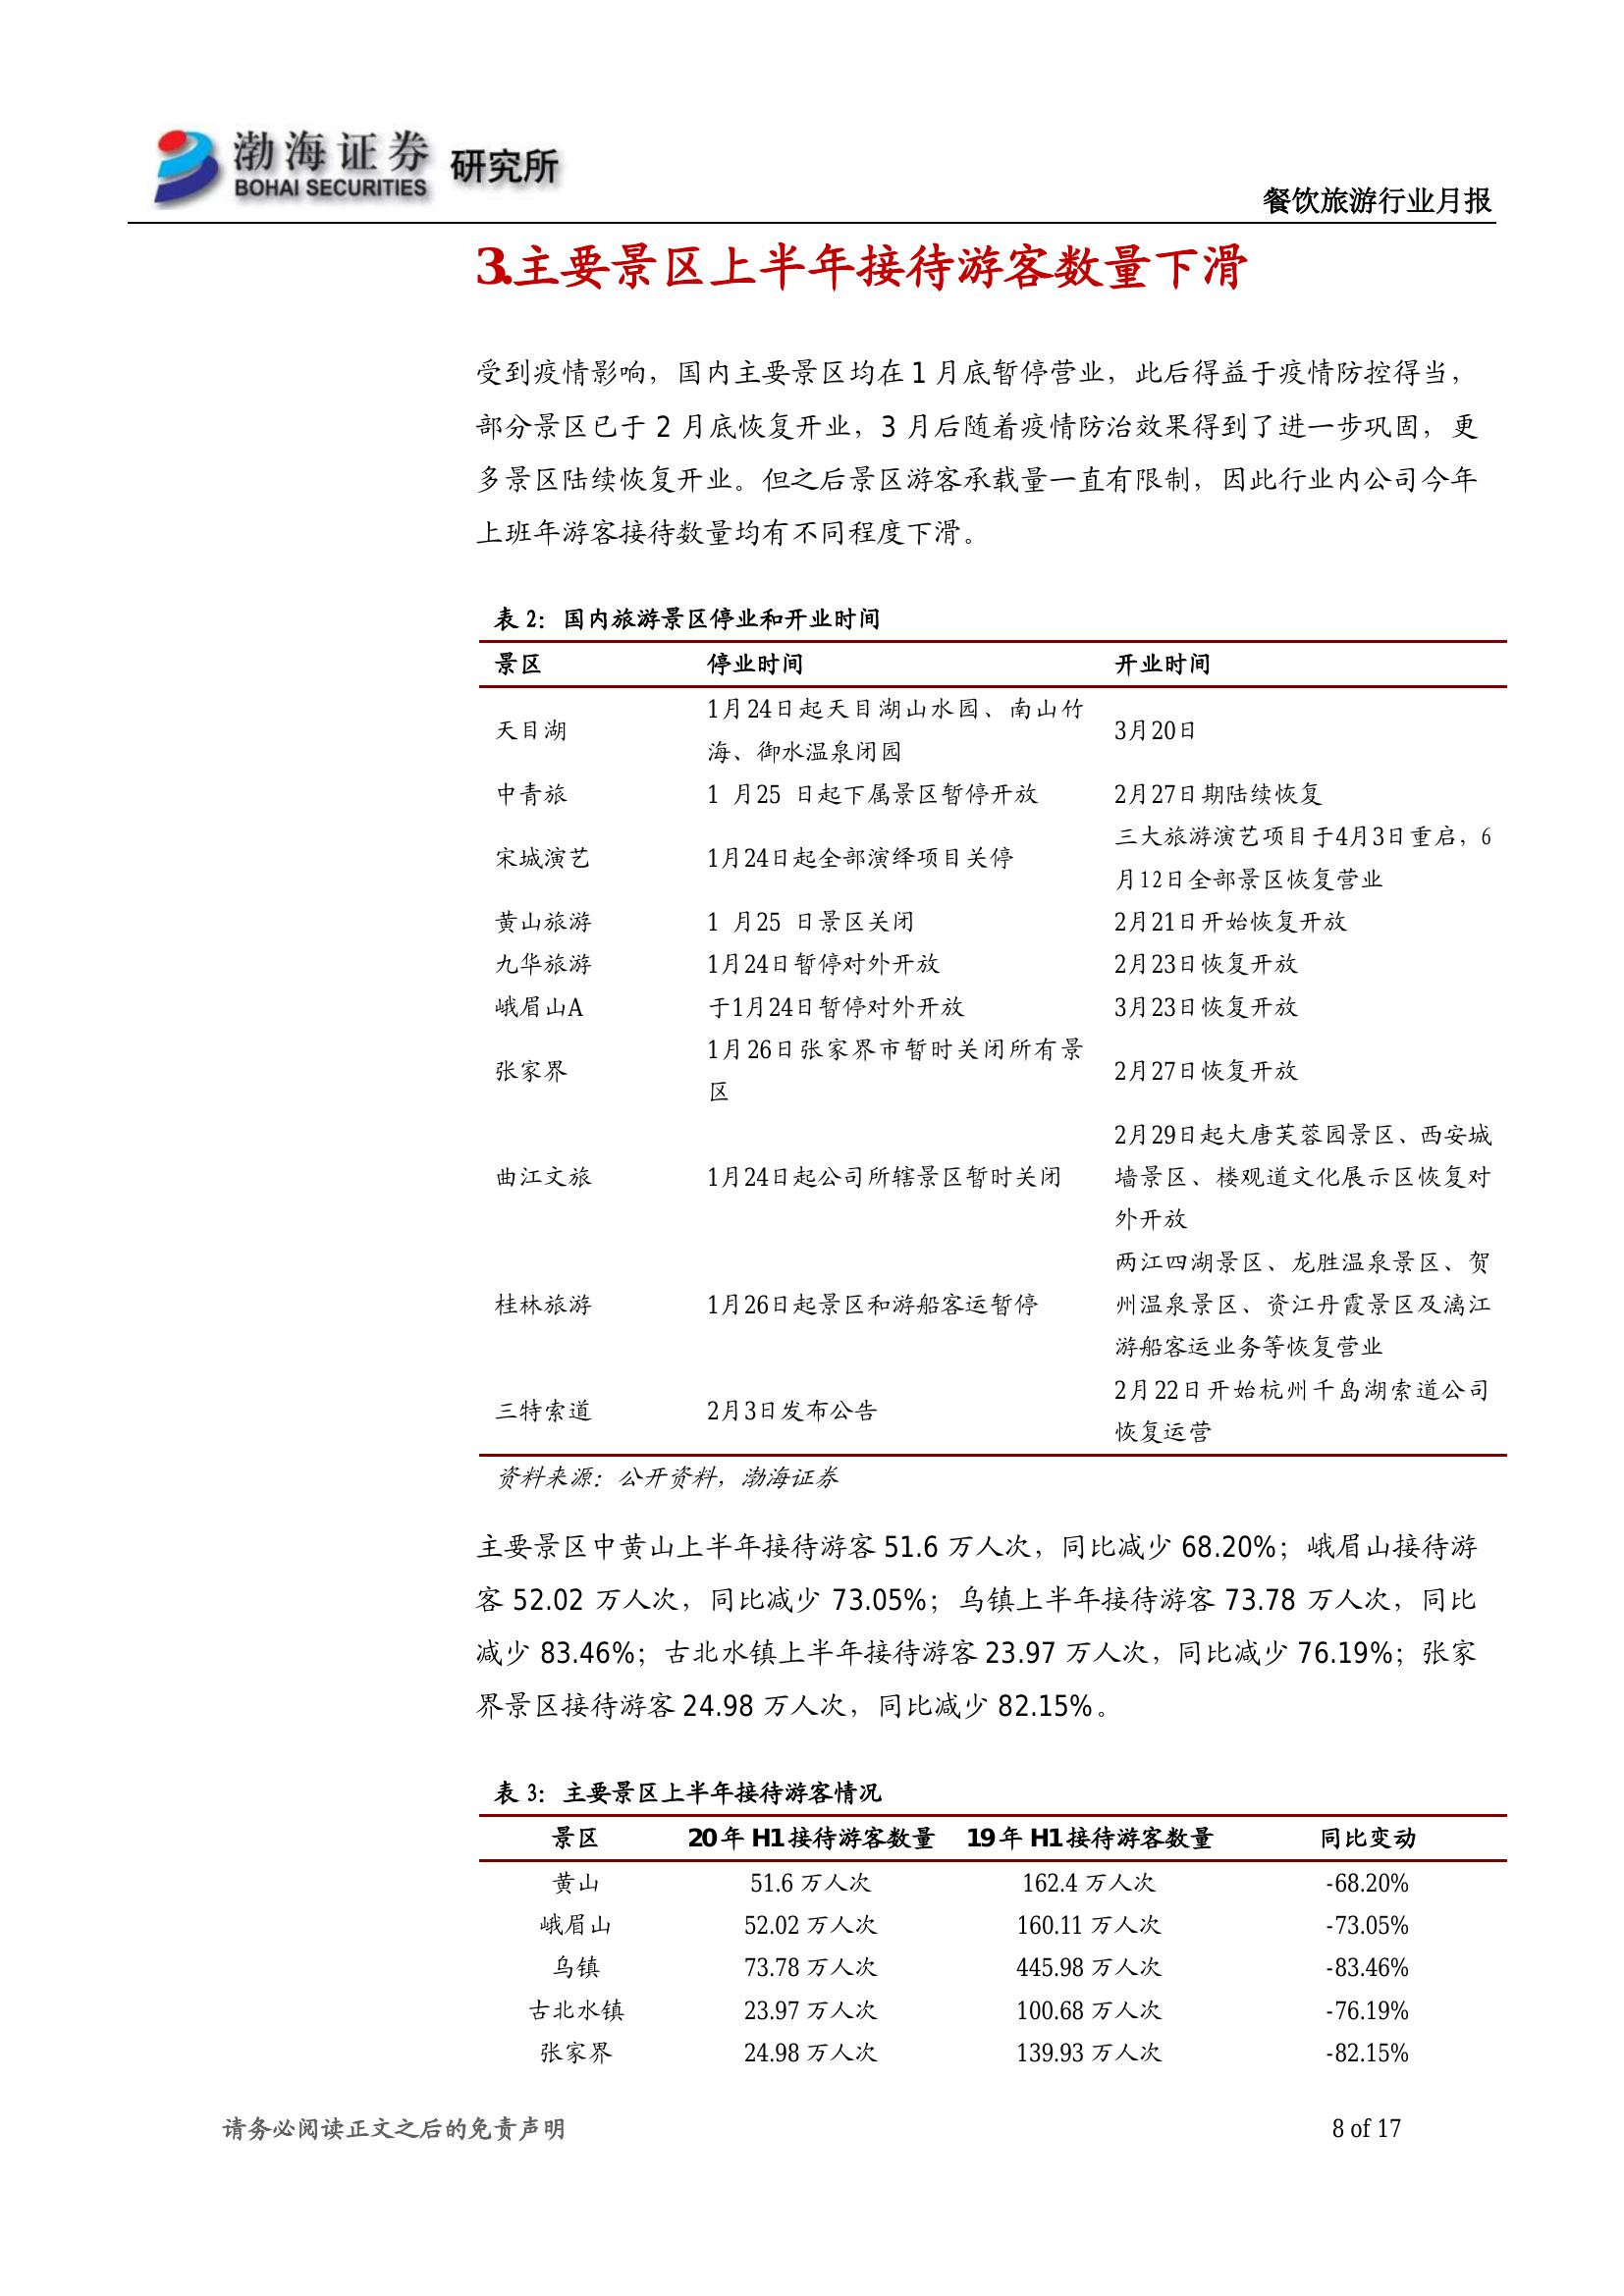 渤海证券
BOHAI SECURITIES
研究所
餐饮旅游行业月报
3.主要景区上半年接待游客数量下滑
受到疫情影响，国内主要景区均在 1 月底暂停营业，此后得益于疫情防控得当，
部分景区已于 2 月底恢复开业，3 月后随着疫情防治效果得到了进一步巩固，更
多景区陆续恢复开业。但之后景区游客承载量一直有限制，因此行业内公司今年
上班年游客接待数量均有不同程度下滑。
表 2：国内旅游景区停业和开业时间
景区 停业时间 开业时间
天目湖
1月24日起天目湖山水园、南山竹
海、御水温泉闭园
3月20日
中青旅 1 月25 日起下属景区暂停开放 2月27日期陆续恢复
宋城演艺 1月24日起全部演绎项目关停
三大旅游演艺项目于4月3日重启，6
月12日全部景区恢复营业
黄山旅游 1 月25 日景区关闭 2月21日开始恢复开放
九华旅游 1月24日暂停对外开放 2月23日恢复开放
峨眉山A 于1月24日暂停对外开放 3月23日恢复开放
张家界
1月26日张家界市暂时关闭所有景
区
2月27日恢复开放
曲江文旅 1月24日起公司所辖景区暂时关闭
2月29日起大唐芙蓉园景区、西安城
墙景区、楼观道文化展示区恢复对
外开放
桂林旅游 1月26日起景区和游船客运暂停
两江四湖景区、龙胜温泉景区、贺
州温泉景区、资江丹霞景区及漓江
游船客运业务等恢复营业
三特索道 2月3日发布公告
2月22日开始杭州千岛湖索道公司
恢复运营
资料来源：公开资料，渤海证券
主要景区中黄山上半年接待游客 51.6 万人次，同比减少 68.20%；峨眉山接待游
客 52.02 万人次，同比减少 73.05%；乌镇上半年接待游客 73.78 万人次，同比
减少 83.46%；古北水镇上半年接待游客 23.97 万人次，同比减少 76.19%；张家
界景区接待游客 24.98 万人次，同比减少 82.15%。
表 3：主要景区上半年接待游客情况
景区 20 年 H1 接待游客数量 19 年 H1 接待游客数量 同比变动
黄山 51.6 万人次 162.4 万人次 -68.20%
峨眉山 52.02 万人次 160.11 万人次 -73.05%
乌镇 73.78 万人次 445.98 万人次 -83.46%
古北水镇 23.97 万人次 100.68 万人次 -76.19%
张家界 24.98 万人次 139.93 万人次 -82.15%
请务必阅读正文之后的免责声明 8 of 17